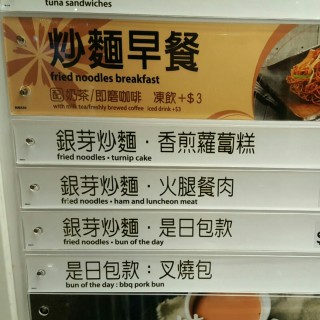 tuna sandwiches
炒麵早餐
fried noodles breakfast
配 奶茶/即磨咖啡 凍飲+$3
with milk tea/freshly brewed coffee iced drink +$3
銀芽炒麵・香煎蘿蔔糕
fried noodles • turnip cake
銀芽炒麵・火腿餐肉
fried noodles • ham and luncheon meat
銀芽炒麵・是日包款
fried noodles • bun of the day
是日包款：叉燒包
bun of the day : bbq pork bun